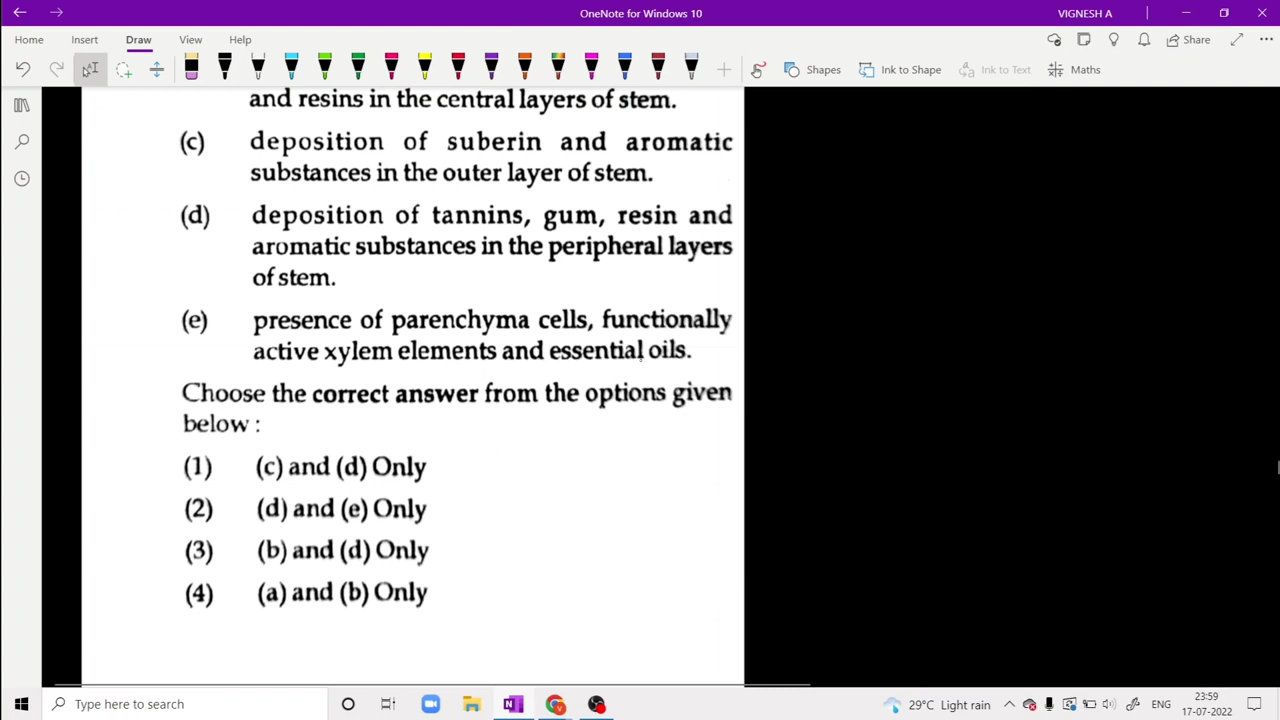 OneNote for Windows 10
VIGNESH A
Home
Insert
Draw
View
Help
Share
Shapes
Ink to Shape
Ink to Text
Maths
and resins in the central layers of stem.
(c) deposition of suberin and aromatic
substances in the outer layer of stem.
(d) deposition of tannins, gum, resin and
aromatic substances in the peripheral layers
of stem.
(e) presence of parenchyma cells, functionally
active xylem elements and essential oils.
Choose the correct answer from the options given
below :
(1) (c) and (d) Only
(2) (d) and (e) Only
(3) (b) and (d) Only
(4) (a) and (b) Only
Type here to search
29°C Light rain
ENG
23:59
17-07-2022